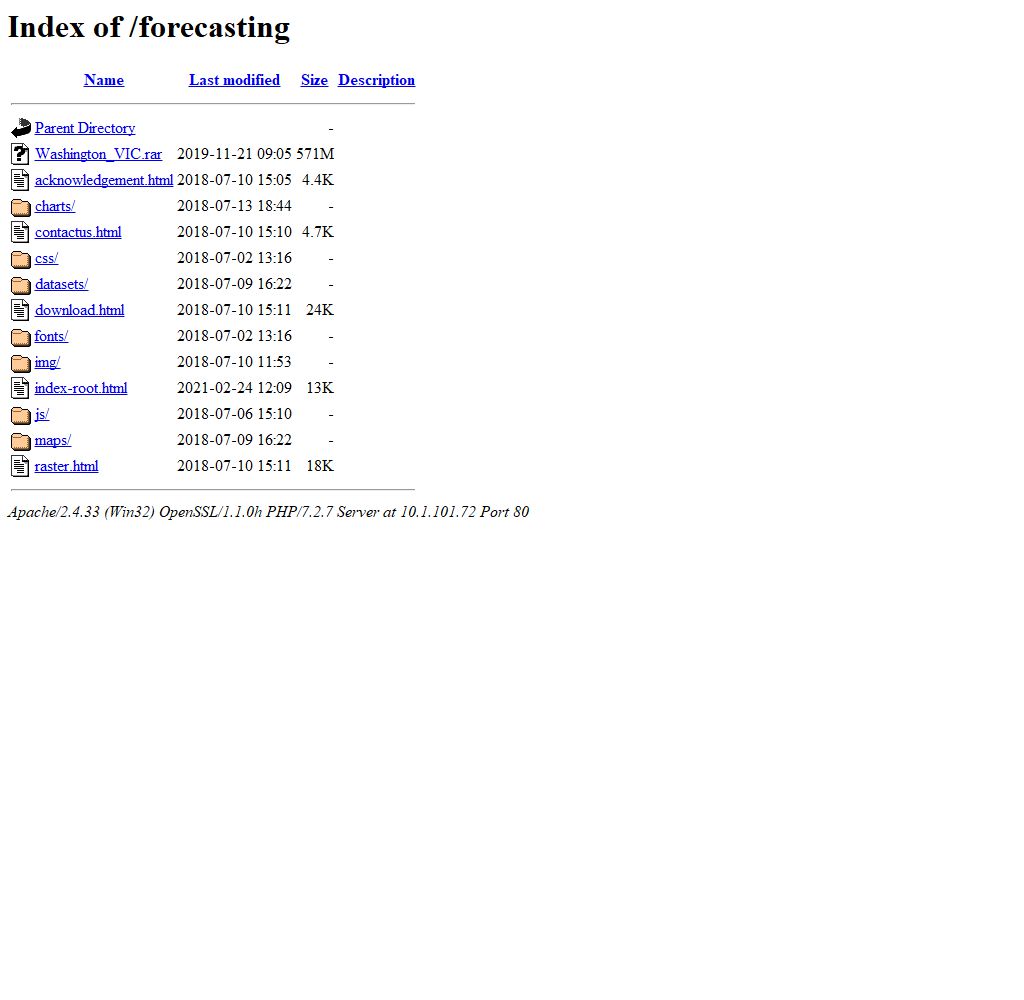 Index of /forecasting
Name Last modified Size Description
Parent Directory -
Washington_VIC.rar 2019-11-21 09:05 571M
acknowledgement.html 2018-07-10 15:05 4.4K
charts/ 2018-07-13 18:44 -
contactus.html 2018-07-10 15:10 4.7K
css/ 2018-07-02 13:16 -
datasets/ 2018-07-09 16:22 -
download.html 2018-07-10 15:11 24K
fonts/ 2018-07-02 13:16 -
img/ 2018-07-10 11:53 -
index-root.html 2021-02-24 12:09 13K
js/ 2018-07-06 15:10 -
maps/ 2018-07-09 16:22 -
raster.html 2018-07-10 15:11 18K
Apache/2.4.33 (Win32) OpenSSL/1.1.0h PHP/7.2.7 Server at 10.1.101.72 Port 80